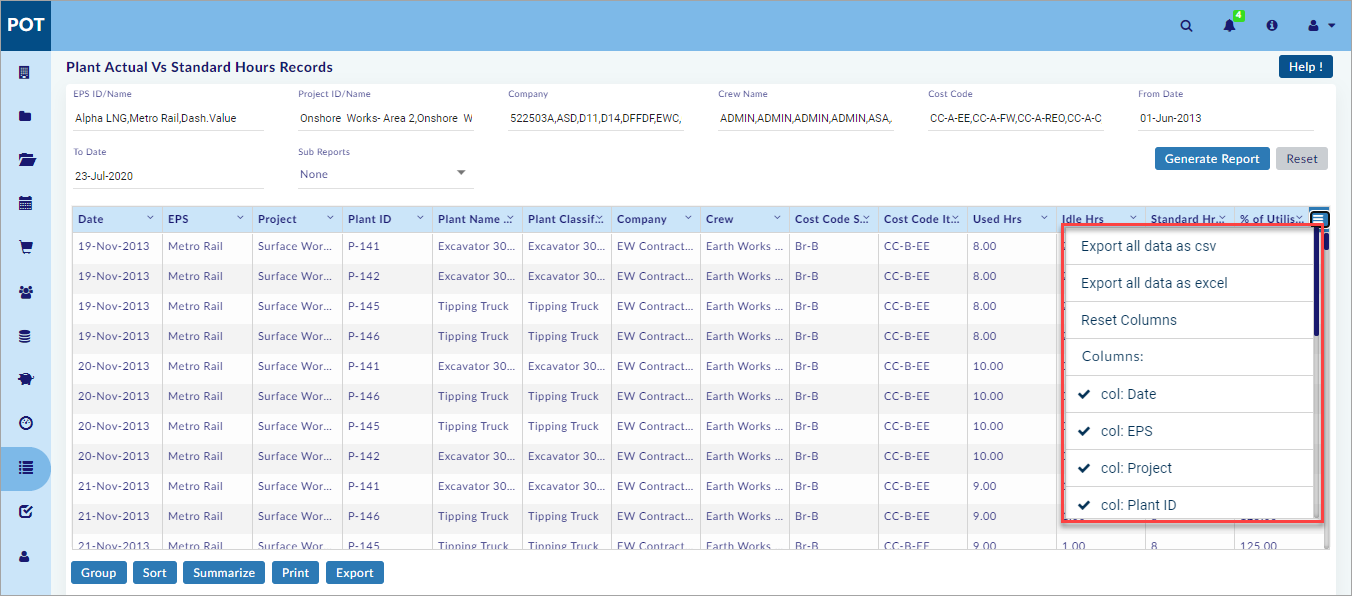 POT
4
Plant Actual Vs Standard Hours Records
Help !
EPS ID/Name Project ID/Name Company Crew Name Cost Code From Date
Alpha LNG,Metro Rail,Dash.Value Onshore Works- Area 2,Onshore W 522503A,ASD,D11,D14,DFFDF,EWC, ADMIN,ADMIN,ADMIN,ADMIN,ASA, CC-A-EE,CC-A-FW,CC-A-REO,CC-A-C 01-Jun-2013
To Date Sub Reports
23-Jul-2020 None Generate Report Reset
Date EPS Project Plant ID Plant Name ... Plant Classif... Company Crew Cost Code S... Cost Code It... Used Hrs Idle Hrs Standard Hr... % of Utilis...
19-Nov-2013 Metro Rail Surface Wor... P-141 Excavator 30... Excavator 30... EW Contract... Earth Works ... Br-B CC-B-EE 8.00
19-Nov-2013 Metro Rail Surface Wor... P-142 Excavator 30... Excavator 30... EW Contract... Earth Works ... Br-B CC-B-EE 8.00
19-Nov-2013 Metro Rail Surface Wor... P-145 Tipping Truck Tipping Truck EW Contract... Earth Works ... Br-B CC-B-EE 8.00
19-Nov-2013 Metro Rail Surface Wor... P-146 Tipping Truck Tipping Truck EW Contract... Earth Works ... Br-B CC-B-EE 8.00
20-Nov-2013 Metro Rail Surface Wor... P-141 Excavator 30... Excavator 30... EW Contract... Earth Works ... Br-B CC-B-EE 10.00
20-Nov-2013 Metro Rail Surface Wor... P-146 Tipping Truck Tipping Truck EW Contract... Earth Works ... Br-B CC-B-EE 10.00
20-Nov-2013 Metro Rail Surface Wor... P-145 Tipping Truck Tipping Truck EW Contract... Earth Works ... Br-B CC-B-EE 10.00
20-Nov-2013 Metro Rail Surface Wor... P-142 Excavator 30... Excavator 30... EW Contract... Earth Works ... Br-B CC-B-EE 10.00
21-Nov-2013 Metro Rail Surface Wor... P-141 Excavator 30... Excavator 30... EW Contract... Earth Works ... Br-B CC-B-EE 9.00
21-Nov-2013 Metro Rail Surface Wor... P-146 Tipping Truck Tipping Truck EW Contract... Earth Works ... Br-B CC-B-EE 9.00
21-Nov-2013 Metro Rail Surface Wor... P-145 Tipping Truck Tipping Truck EW Contract... Earth Works ... Br-B CC-B-EE 9.00 1.00 8 125.00
Export all data as csv
Export all data as excel
Reset Columns
Columns:
col: Date
col: EPS
col: Project
col: Plant ID
Group Sort Summarize Print Export